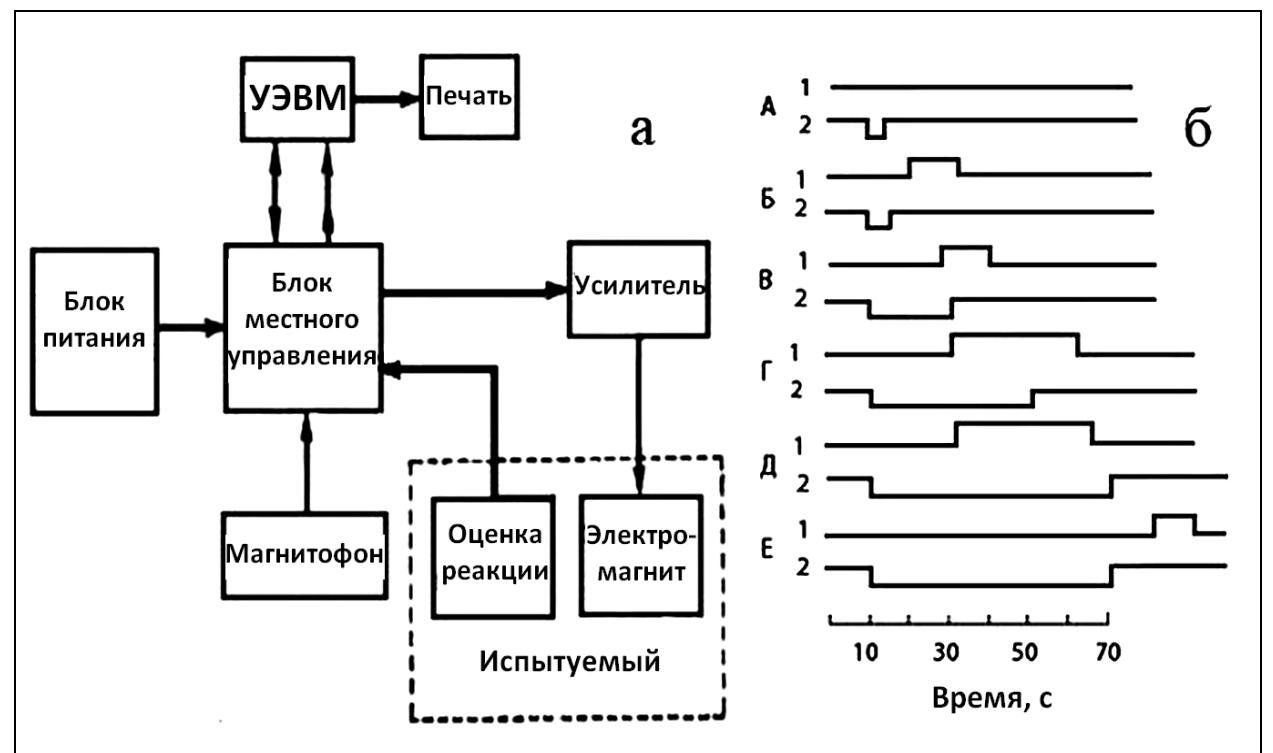 УЭВМ
Печать
а
Блок
питания
Блок
местного
управления
Усилитель
Магнитофон
Оценка
реакции
Электро-
магнит
Испытуемый
б
А
1
2
Б
1
2
В
1
2
Г
1
2
Д
1
2
Е
1
2
10 30 50 70
Время, с